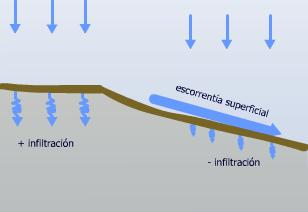 escorrentía superficial
+ infiltración
- infiltración